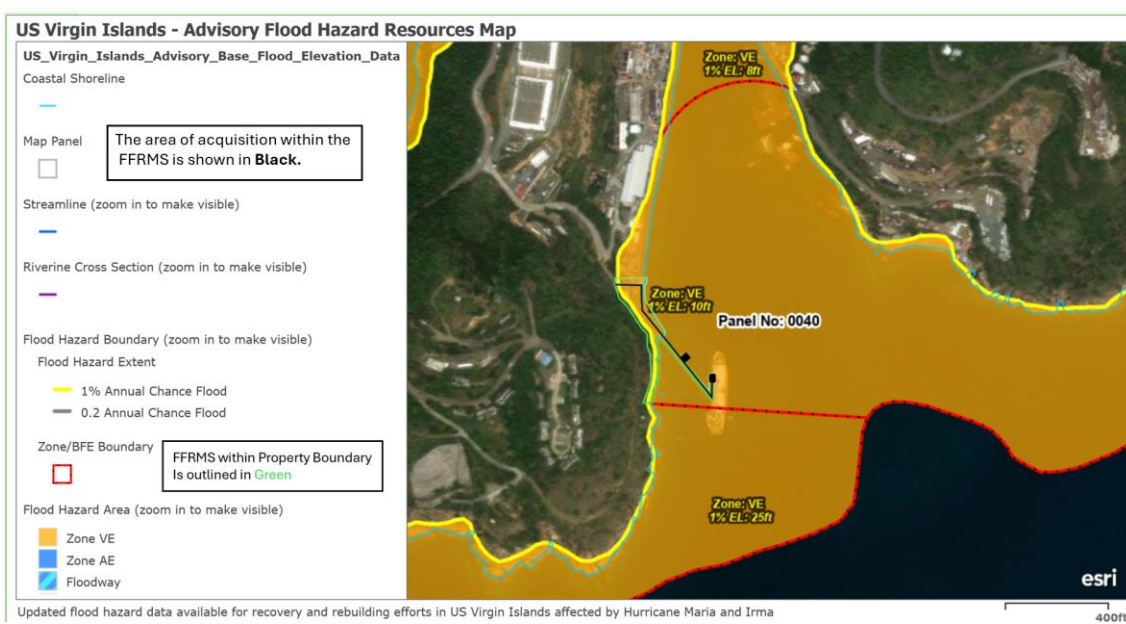 US Virgin Islands - Advisory Flood Hazard Resources Map
US_Virgin_Islands_Advisory_Base_Flood_Elevation_Data
Coastal Shoreline
Map Panel
The area of acquisition within the
FFRMS is shown in Black.
Streamline (zoom in to make visible)
Riverine Cross Section (zoom in to make visible)
Flood Hazard Boundary (zoom in to make visible)
Flood Hazard Extent
1% Annual Chance Flood
0.2 Annual Chance Flood
Zone/BFE Boundary
FFRMS within Property Boundary
Is outlined in Green
Flood Hazard Area (zoom in to make visible)
Zone VE
Zone AE
Floodway
Zone: VE
1% EL: 8ft
Zone: VE
1% EL: 10ft
Panel No: 0040
Zone: VE
1% EL: 25ft
esri
Updated flood hazard data available for recovery and rebuilding efforts in US Virgin Islands affected by Hurricane Maria and Irma
400ft